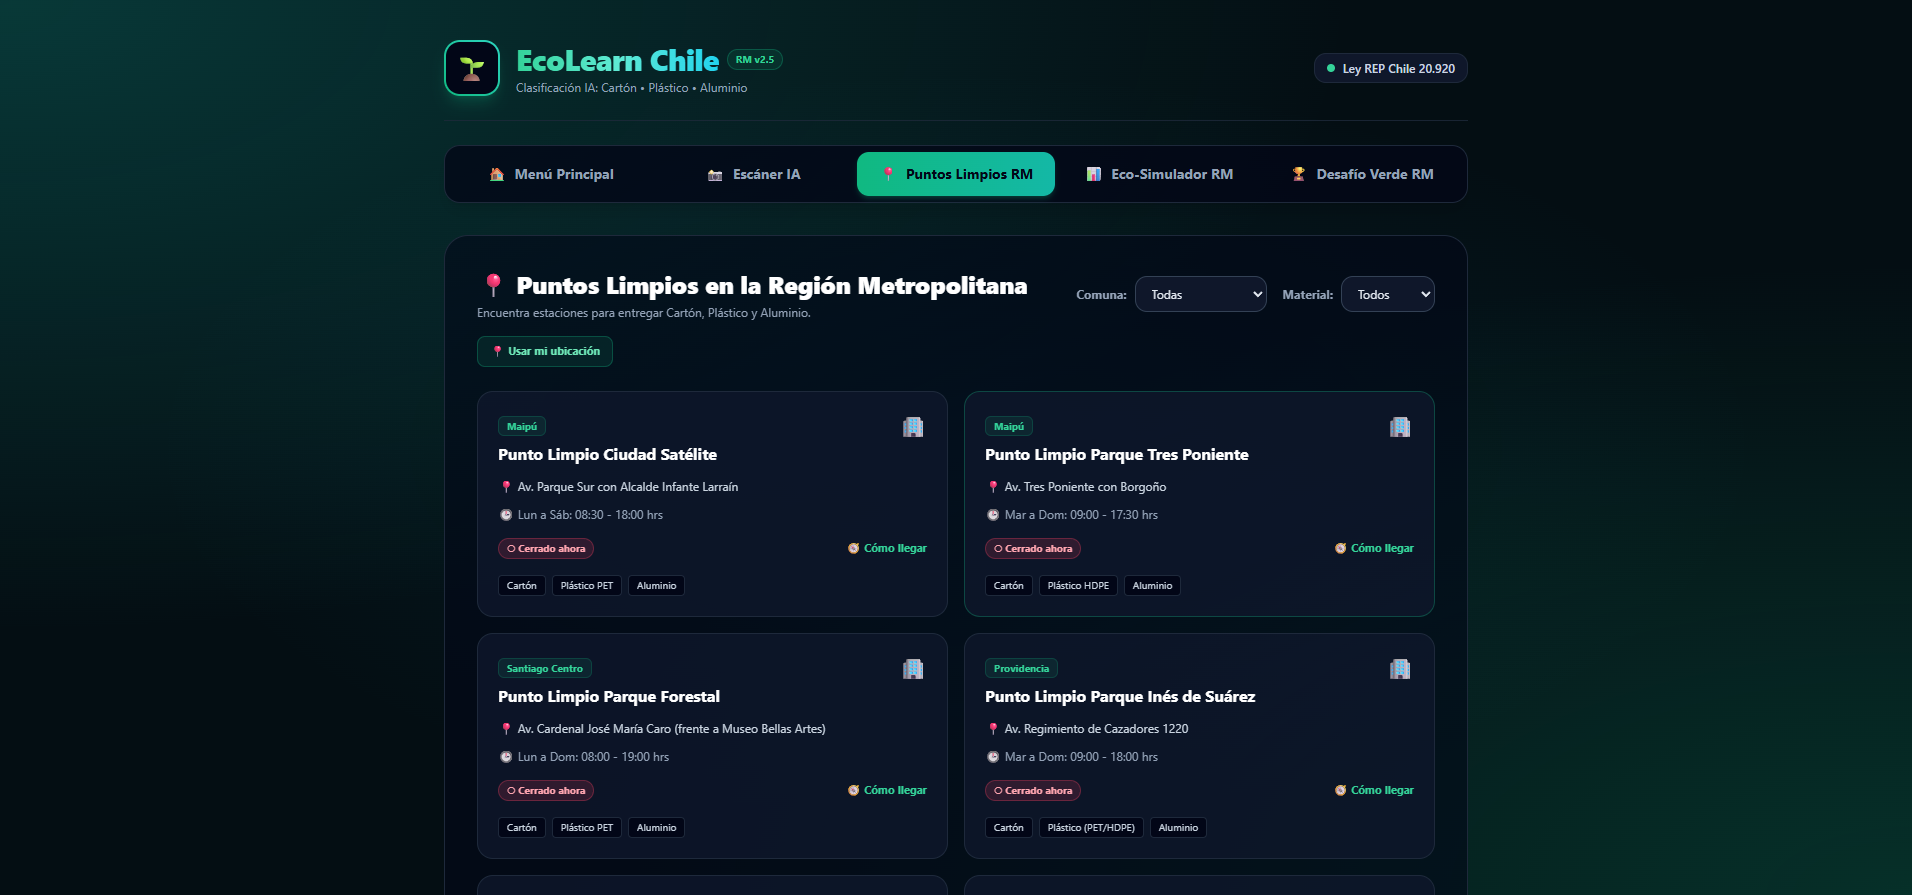 EcoLearn Chile RM v2.5
Clasificación IA: Cartón • Plástico • Aluminio
Ley REP Chile 20.920
Menú Principal
Escáner IA
Puntos Limpios RM
Eco-Simulador RM
Desafío Verde RM
Puntos Limpios en la Región Metropolitana
Encuentra estaciones para entregar Cartón, Plástico y Aluminio.
Comuna: Todas
Material: Todos
Usar mi ubicación
Maipú
Punto Limpio Ciudad Satélite
Av. Parque Sur con Alcalde Infante Larraín
Lun a Sáb: 08:30 - 18:00 hrs
Cerrado ahora
Cómo llegar
Cartón
Plástico PET
Aluminio
Maipú
Punto Limpio Parque Tres Poniente
Av. Tres Poniente con Borgoño
Mar a Dom: 09:00 - 17:30 hrs
Cerrado ahora
Cómo llegar
Cartón
Plástico HDPE
Aluminio
Santiago Centro
Punto Limpio Parque Forestal
Av. Cardenal José María Caro (frente a Museo Bellas Artes)
Lun a Dom: 08:00 - 19:00 hrs
Cerrado ahora
Cómo llegar
Cartón
Plástico PET
Aluminio
Providencia
Punto Limpio Parque Inés de Suárez
Av. Regimiento de Cazadores 1220
Mar a Dom: 09:00 - 18:00 hrs
Cerrado ahora
Cómo llegar
Cartón
Plástico (PET/HDPE)
Aluminio